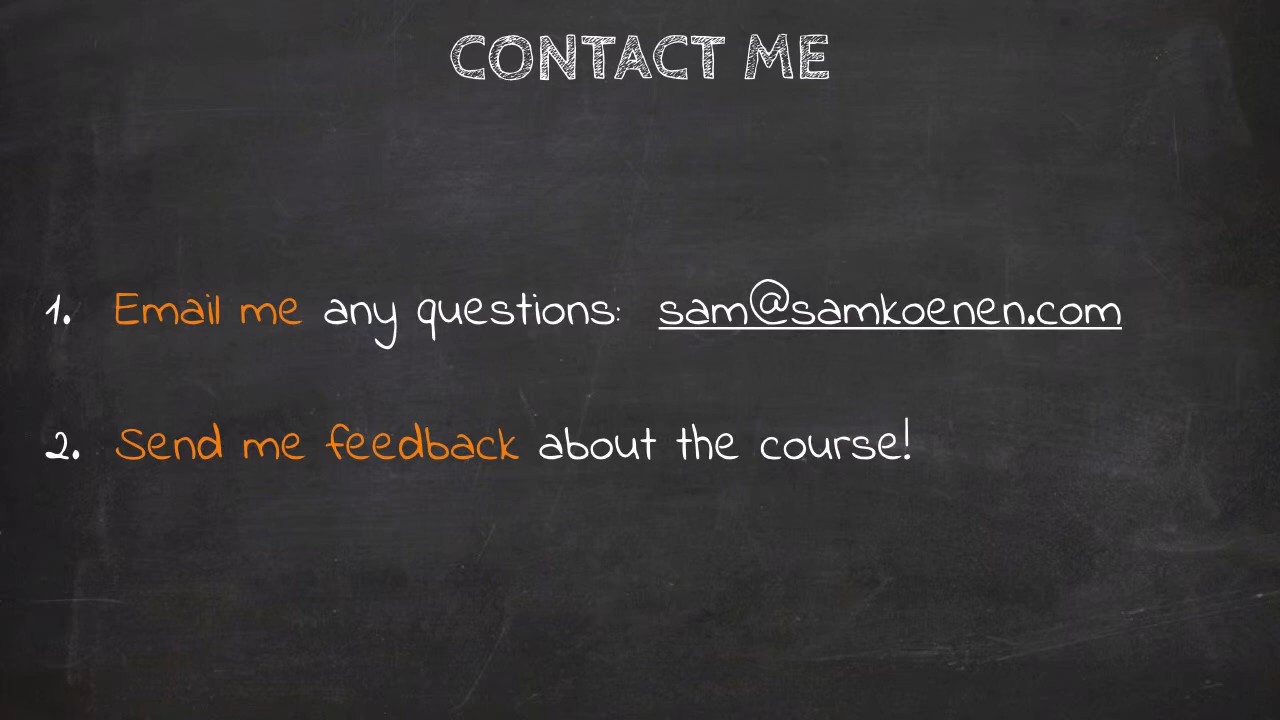 CONTACT ME
1. Email me any questions: sam@samkoenen.com
2. Send me feedback about the course!